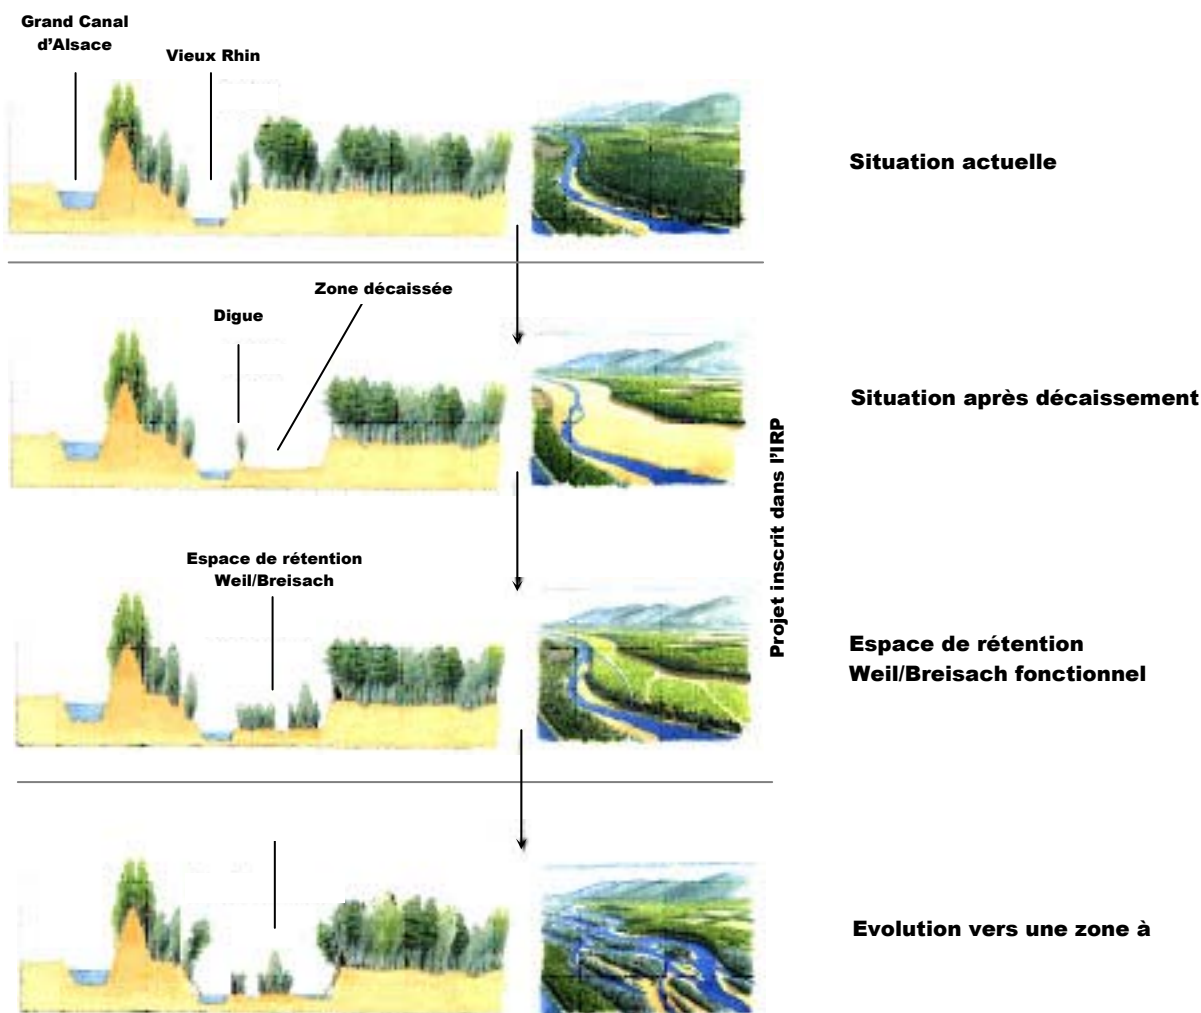 Grand Canal
d'Alsace
Vieux Rhin
Situation actuelle
Zone décaissée
Digue
Situation après décaissement
Projet inscrit dans l'IRP
Espace de rétention
Weil/Breisach
Espace de rétention
Weil/Breisach fonctionnel
Evolution vers une zone à